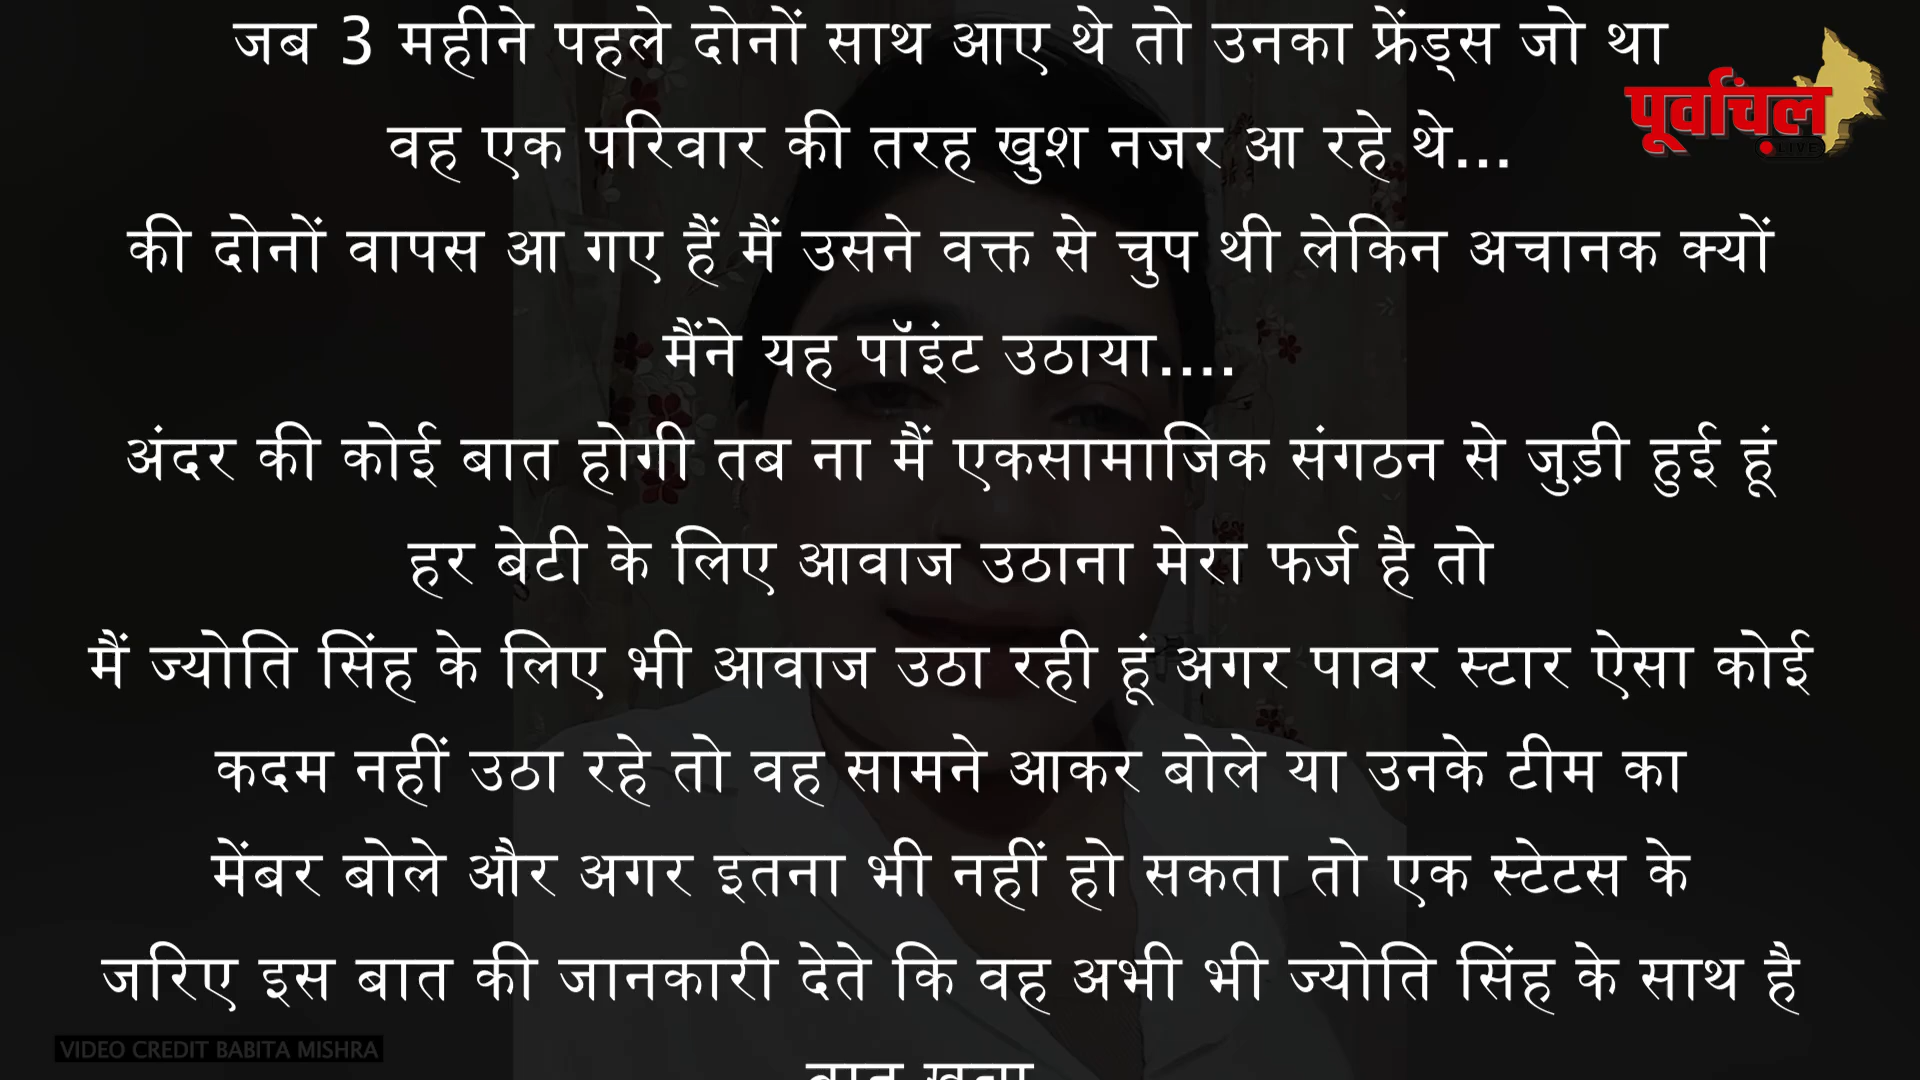 जब 3 महीने पहले दोनों साथ आए थे तो उनका फ्रेंड्स जो था
पूर्वांचल
LIVE
वह एक परिवार की तरह खुश नजर आ रहे थे...
की दोनों वापस आ गए हैं मैं उसने वक्त से चुप थी लेकिन अचानक क्यों
मैंने यह पॉइंट उठाया....
अंदर की कोई बात होगी तब ना मैं एकसामाजिक संगठन से जुड़ी हुई हूं
हर बेटी के लिए आवाज उठाना मेरा फर्ज है तो
मैं ज्योति सिंह के लिए भी आवाज उठा रही हूं अगर पावर स्टार ऐसा कोई
कदम नहीं उठा रहे तो वह सामने आकर बोले या उनके टीम का
मेंबर बोले और अगर इतना भी नहीं हो सकता तो एक स्टेटस के
जरिए इस बात की जानकारी देते कि वह अभी भी ज्योति सिंह के साथ है
VIDEO CREDIT BABITA MISHRA